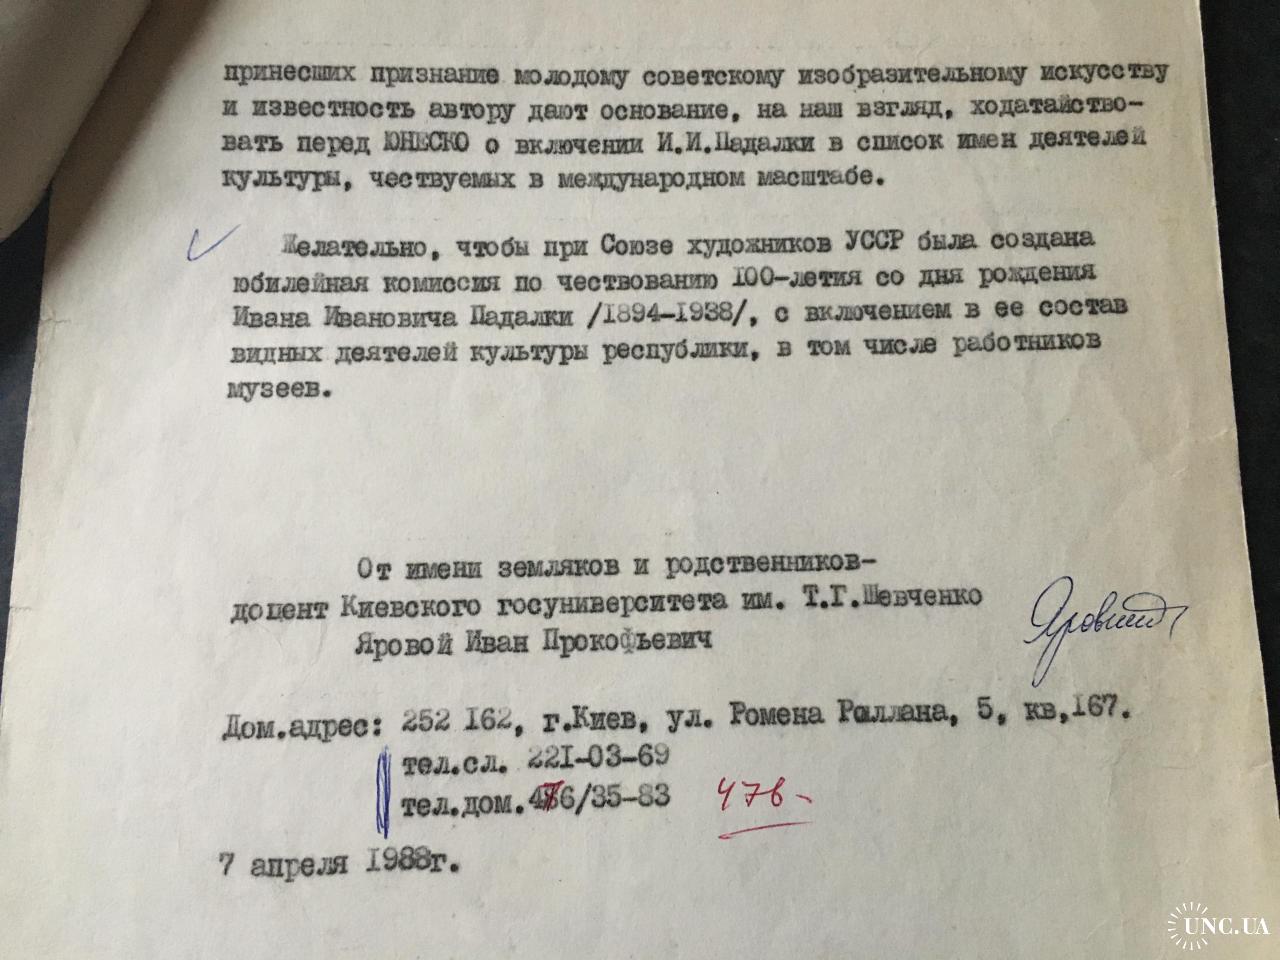 принесших признание молодому советскому изобразительному искусству
и известность автору дают основание, на наш взгляд, ходатайство-
вать перед ЮНЕСКО о включении И.И.Падалки в список имен деятелей
культуры, чествуемых в международном масштабе.
Желательно, чтобы при Союзе художников УССР была создана
юбилейная комиссия по чествованию 100-летия со дня рождения
Ивана Ивановича Падалки /1894-1938/, с включением в ее состав
видных деятелей культуры республики, в том числе работников
музеев.
От имени земляков и родственников-
доцент Киевского госуниверситета им. Т.Г.Шевченко
Яровой Иван Прокофьевич
Дом.адрес: 252 162, г.Киев, ул. Ромена Роллана, 5, кв,167.
тел.сл. 221-03-69
тел.дом.476/35-83 476-
7 апреля 1988г.
UNC.UA